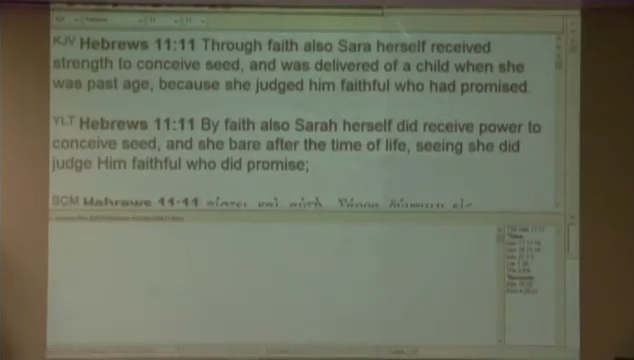 KJV Hebrews 11:11 Through faith also Sara herself received
strength to conceive seed, and was delivered of a child when she
was past age, because she judged him faithful who had promised.
YLT Hebrews 11:11 By faith also Sarah herself did receive power to
conceive seed, and she bare after the time of life, seeing she did
judge Him faithful who did promise;
Hebrews 11:11